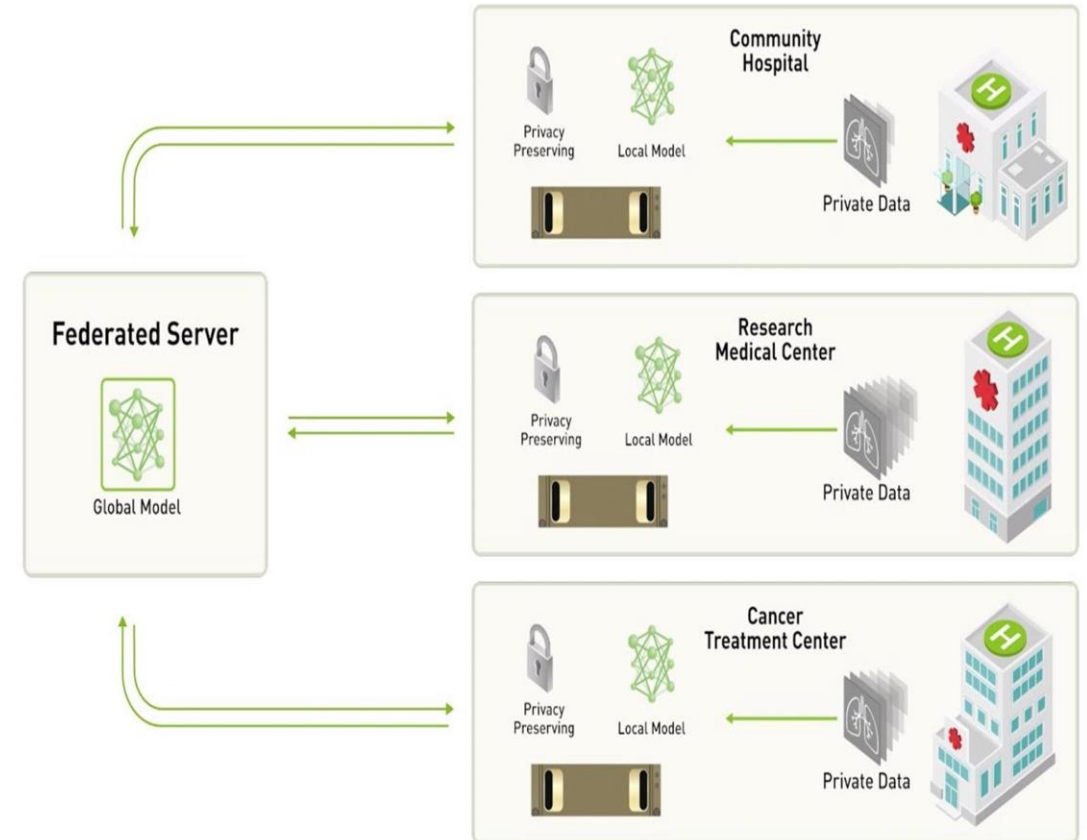 Community
Hospital
Privacy
Preserving
Local Model
Private Data
H
Federated Server
Global Model
Research
Medical Center
Privacy
Preserving
Local Model
Private Data
H
Cancer
Treatment Center
Privacy
Preserving
Local Model
Private Data
H